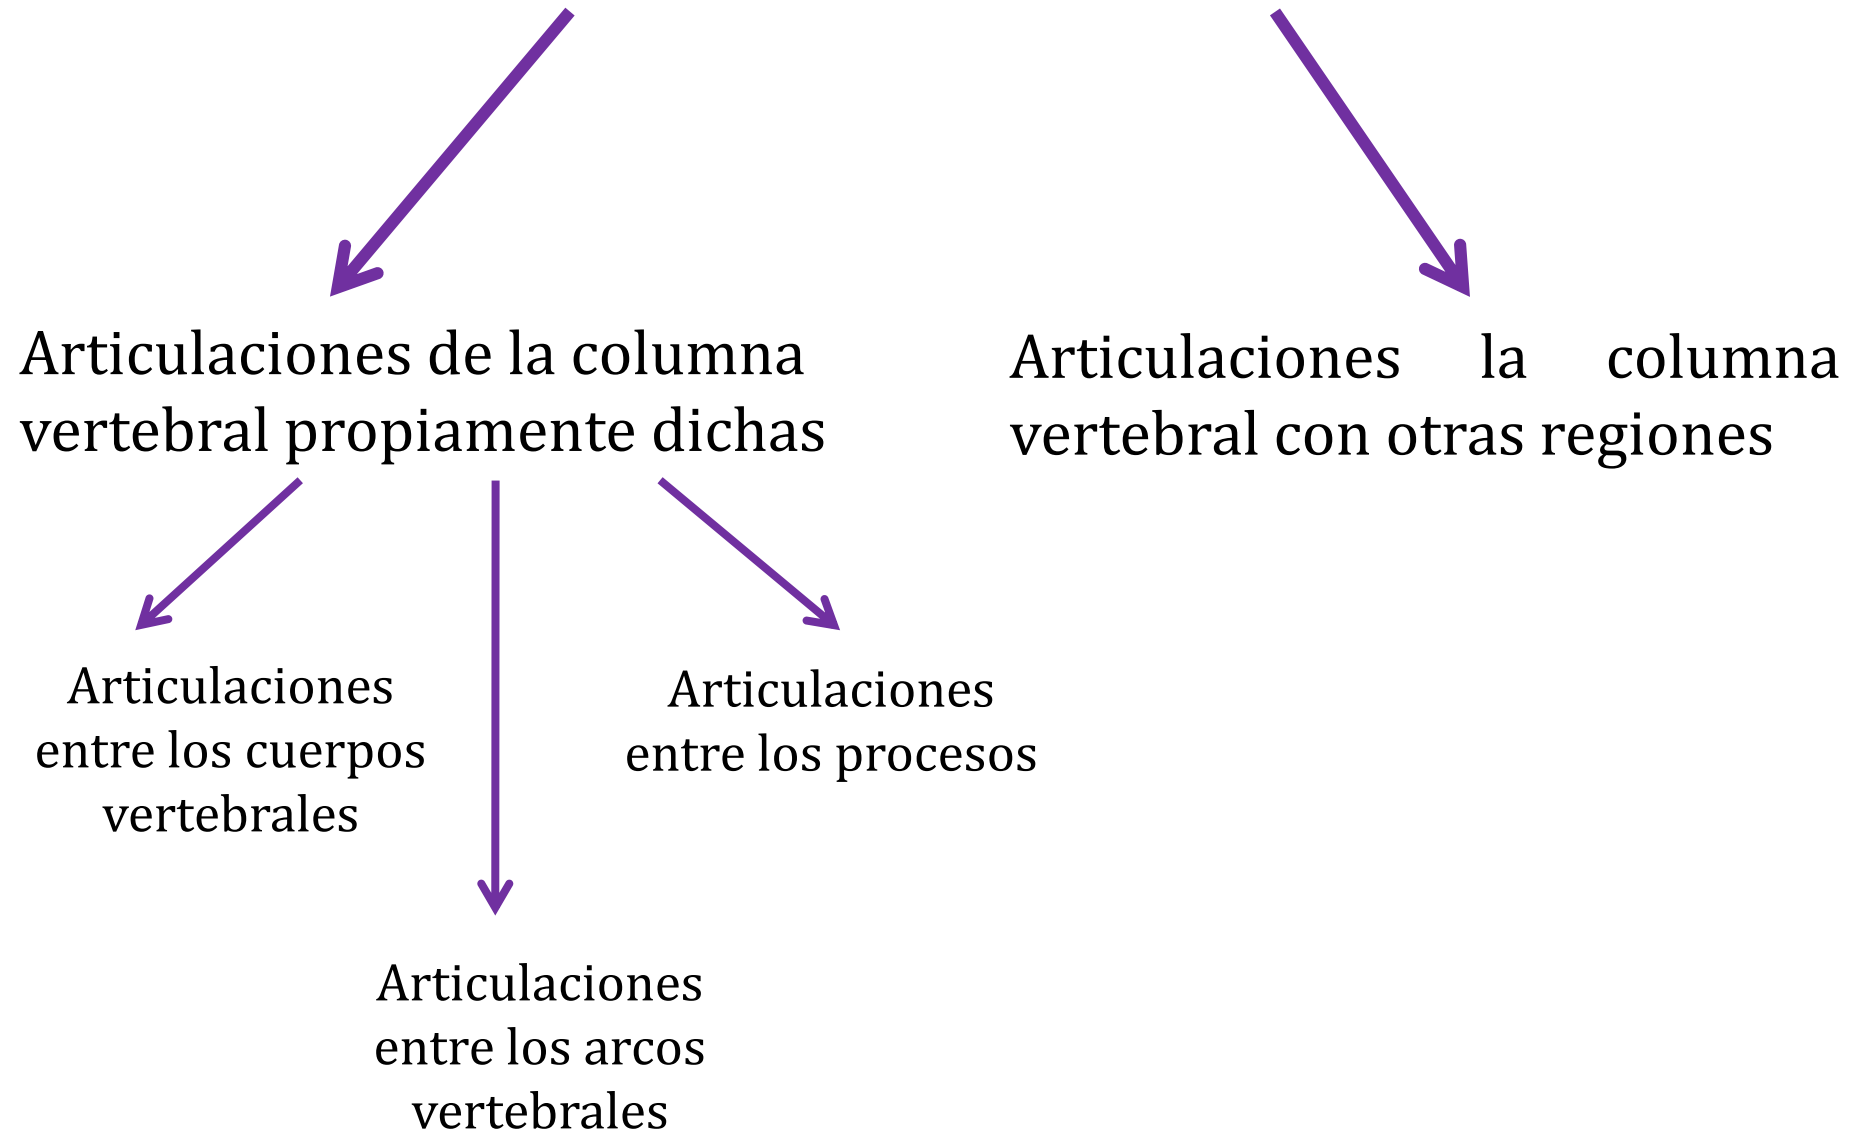 Articulaciones de la columna
vertebral propiamente dichas
Articulaciones la columna
vertebral con otras regiones
Articulaciones
entre los cuerpos
vertebrales
Articulaciones
entre los procesos
Articulaciones
entre los arcos
vertebrales